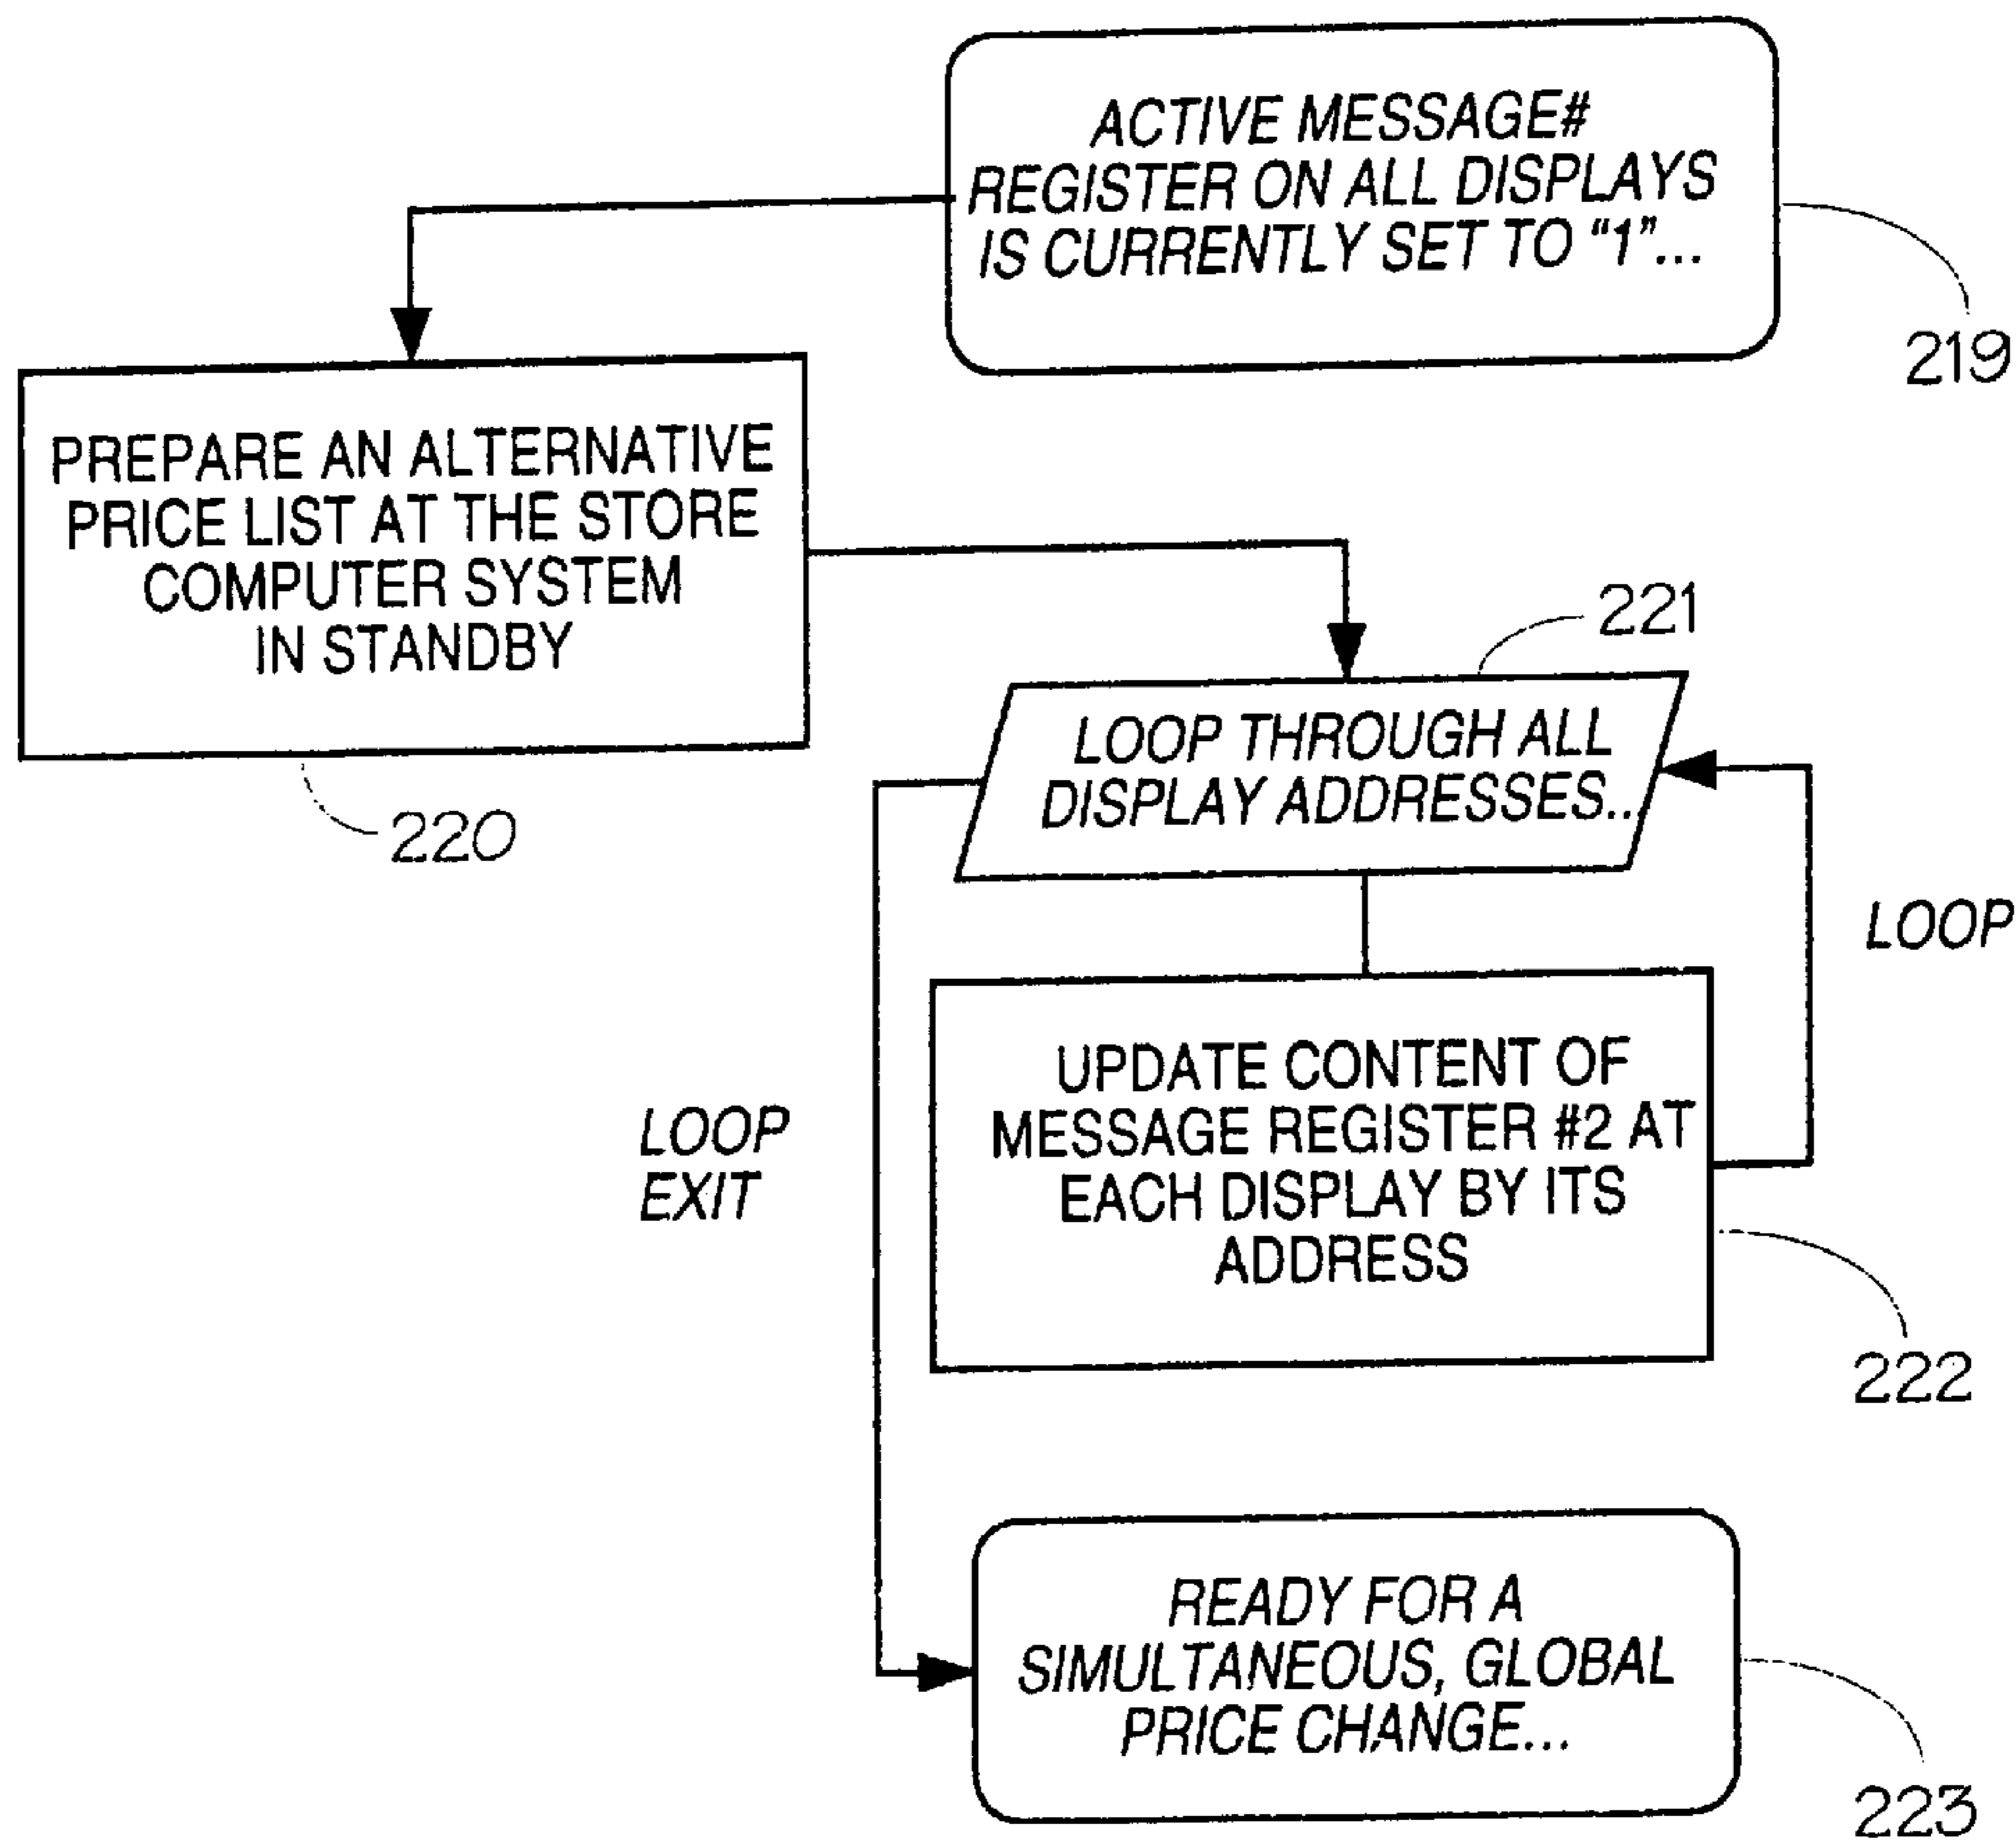 ACTIVE MESSAGE#
REGISTER ON ALL DISPLAYS
IS CURRENTLY SET TO “1”...
219
PREPARE AN ALTERNATIVE
PRICE LIST AT THE STORE
COMPUTER SYSTEM
IN STANDBY
220
221
LOOP THROUGH ALL
DISPLAY ADDRESSES...
LOOP
UPDATE CONTENT OF
MESSAGE REGISTER #2 AT
EACH DISPLAY BY ITS
ADDRESS
222
LOOP
EXIT
READY FOR A
SIMULTANEOUS, GLOBAL
PRICE CHANGE...
223